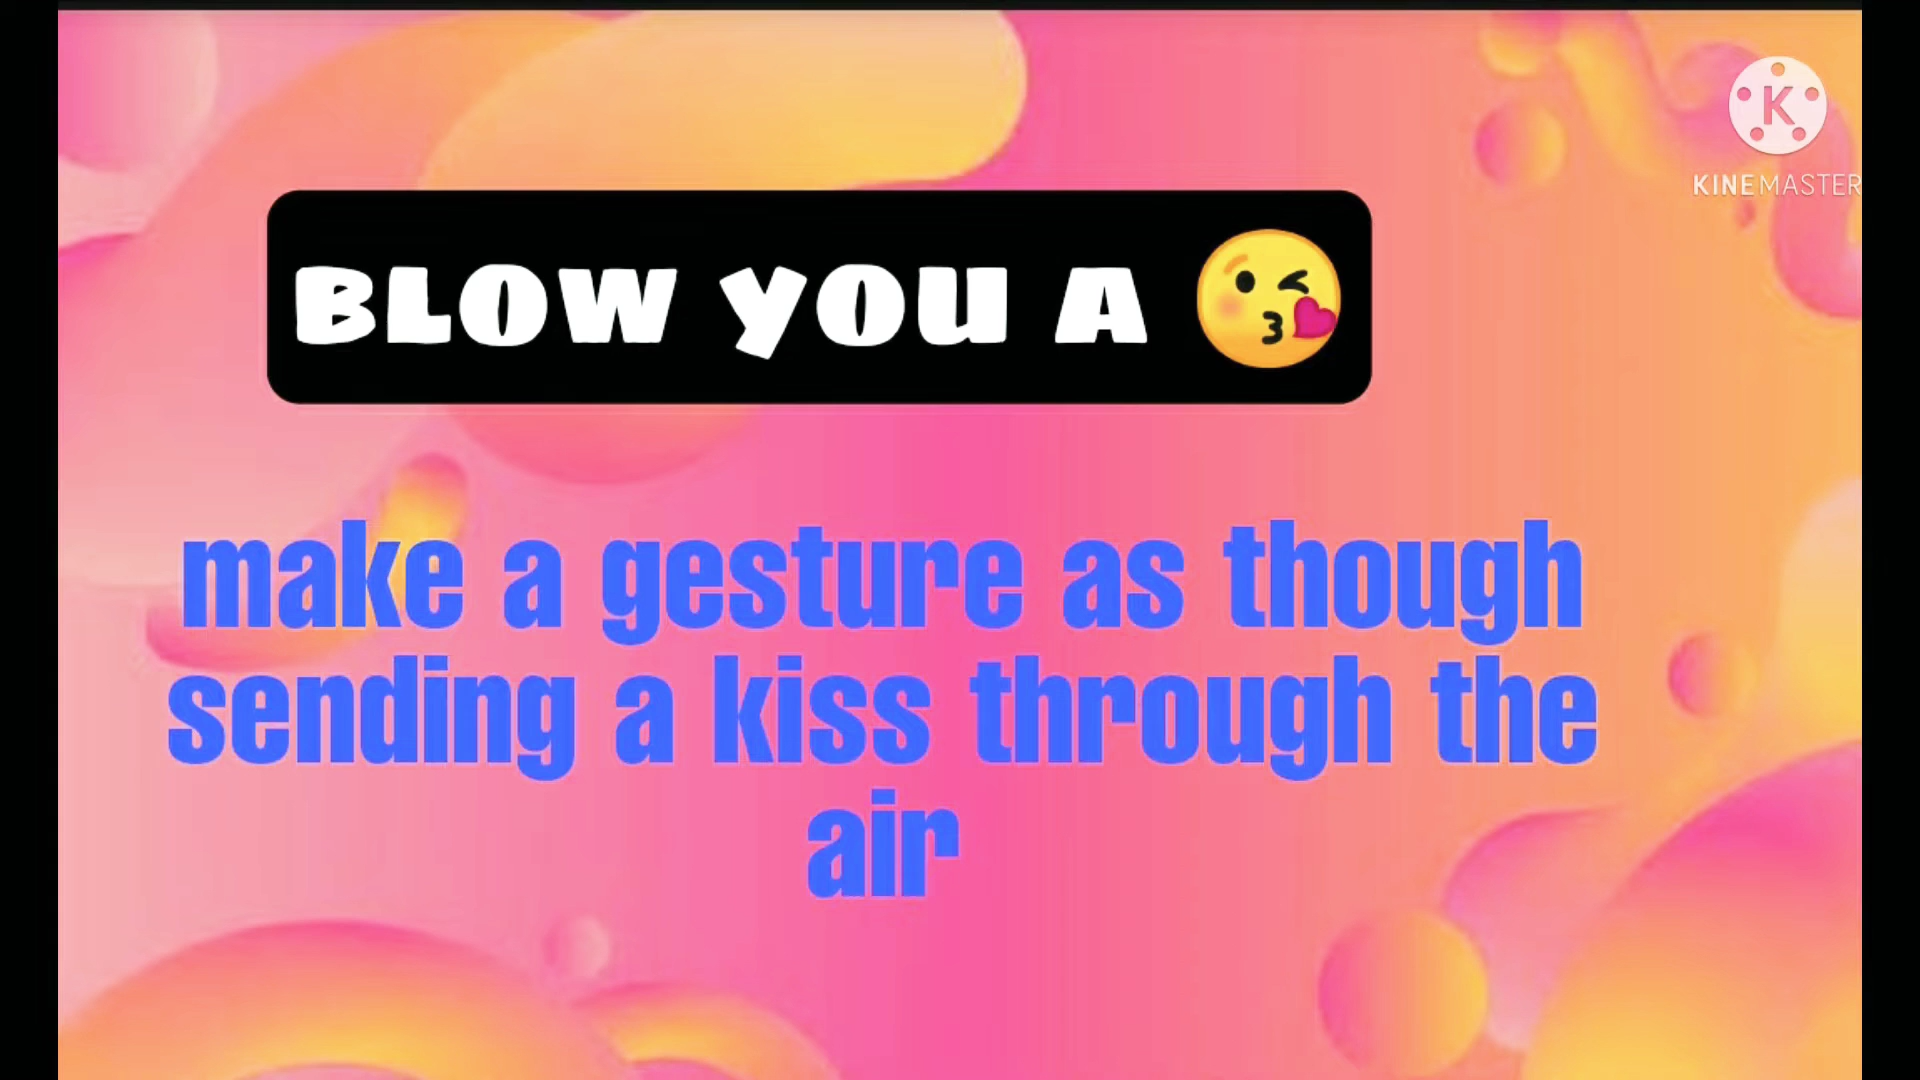 K
KINEMASTER
BLOW YOU A 😘
make a gesture as though
sending a kiss through the
air